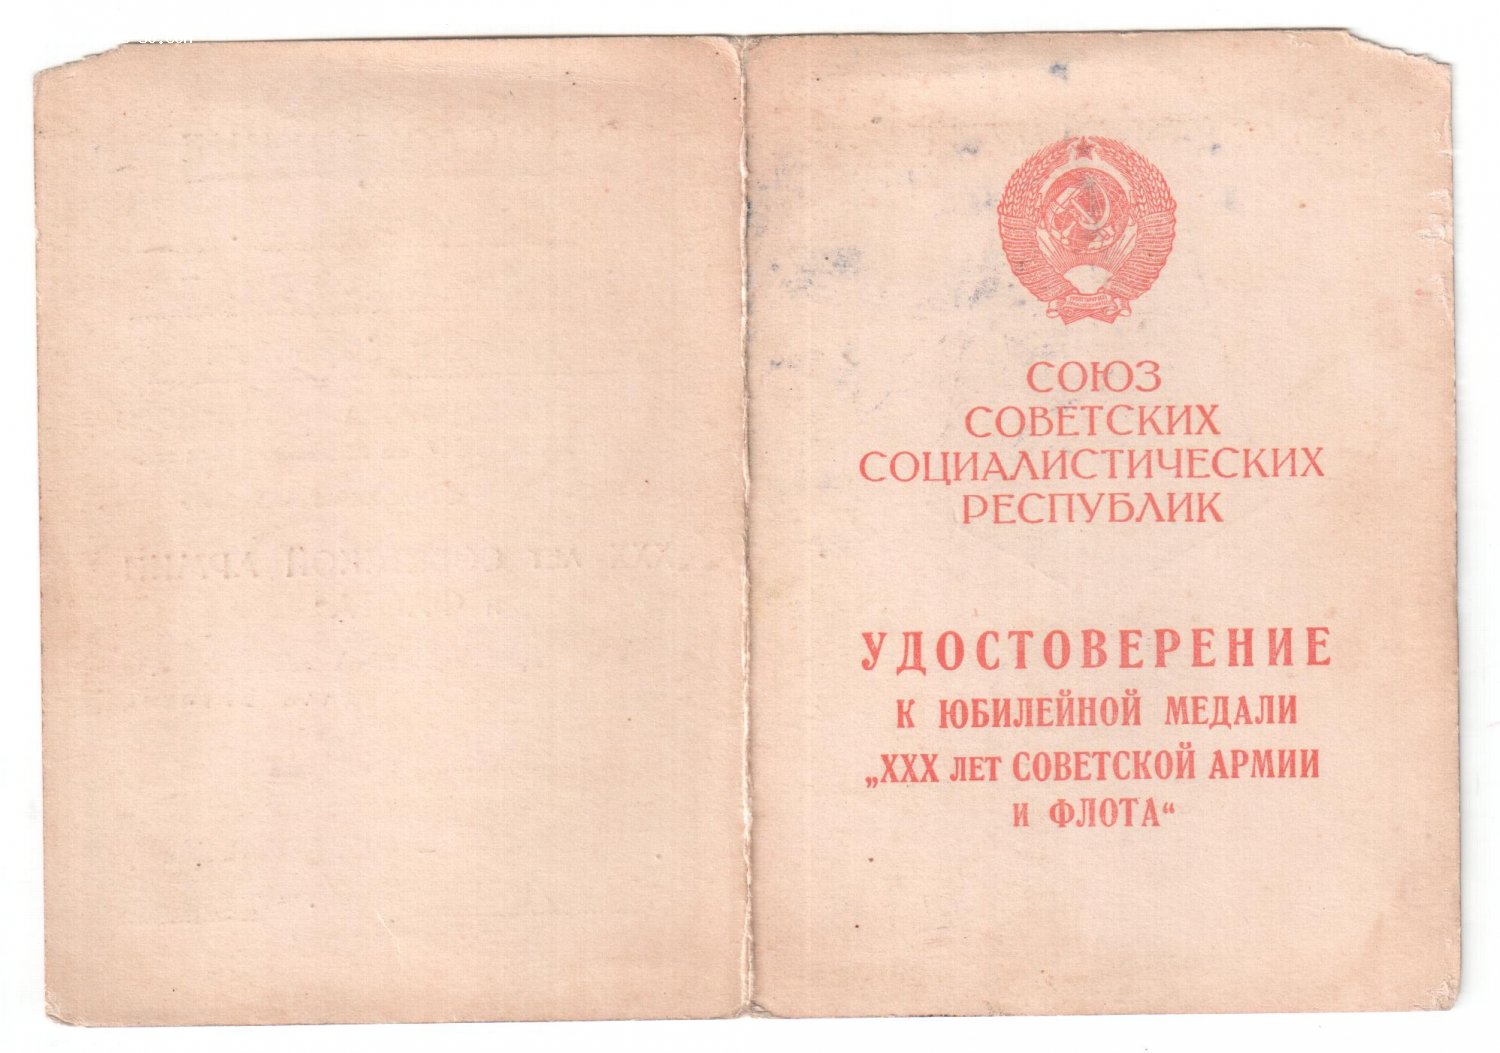 СОЮЗ
СОВЕТСКИХ
СОЦИАЛИСТИЧЕСКИХ
РЕСПУБЛИК
УДОСТОВЕРЕНИЕ
К ЮБИЛЕЙНОЙ МЕДАЛИ
„XXX лет СОВЕТСКОЙ АРМИИ
И ФЛОТА“